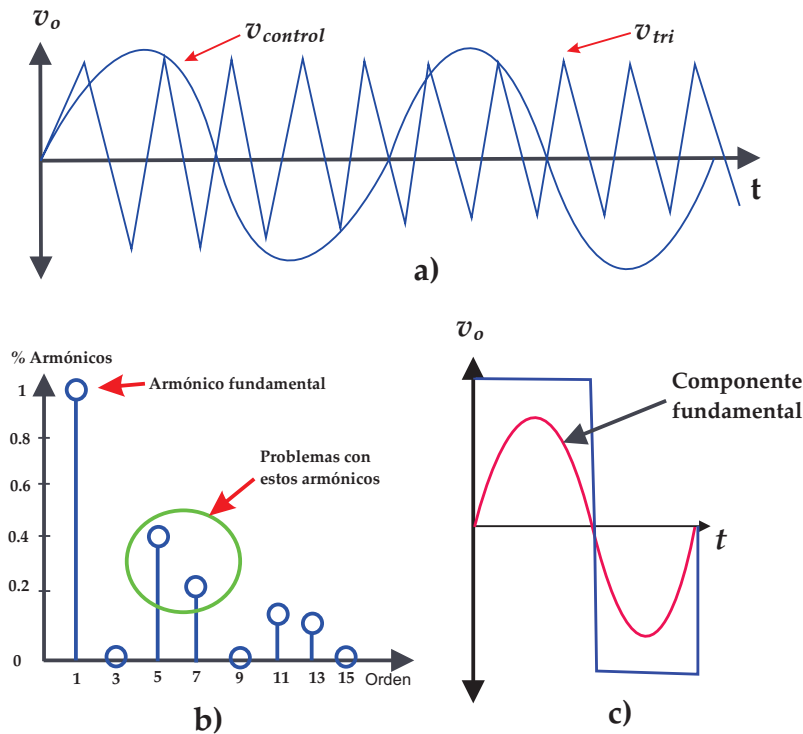 v_o
v_control
v_tri
t
a)
% Armónicos
1
Armónico fundamental
0.8
Problemas con
estos armónicos
0.6
0.4
0.2
0
1 3 5 7 9 11 13 15 Orden
b)
v_o
Componente
fundamental
t
c)